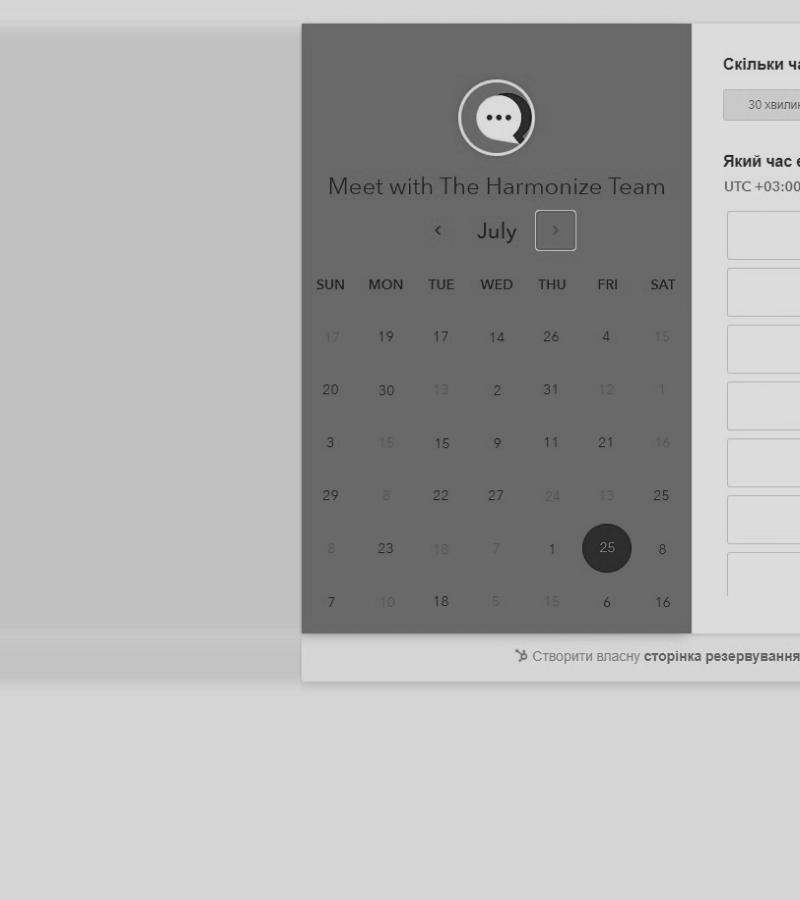 Meet with The Harmonize Team
July
SUN MON TUE WED THU FRI SAT
17 19 17 14 26 4 15
20 30 13 2 31 12 1
3 15 15 9 11 21 16
29 8 22 27 24 13 25
8 23 18 7 1 25 8
7 10 18 5 15 6 16
Скільки
30
Який час
UTC +03:00
Створити власну сторінка резервування